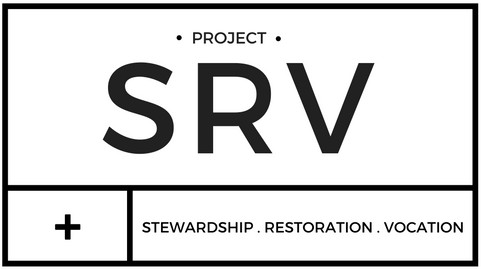 • PROJECT •
SRV
+
STEWARDSHIP . RESTORATION . VOCATION